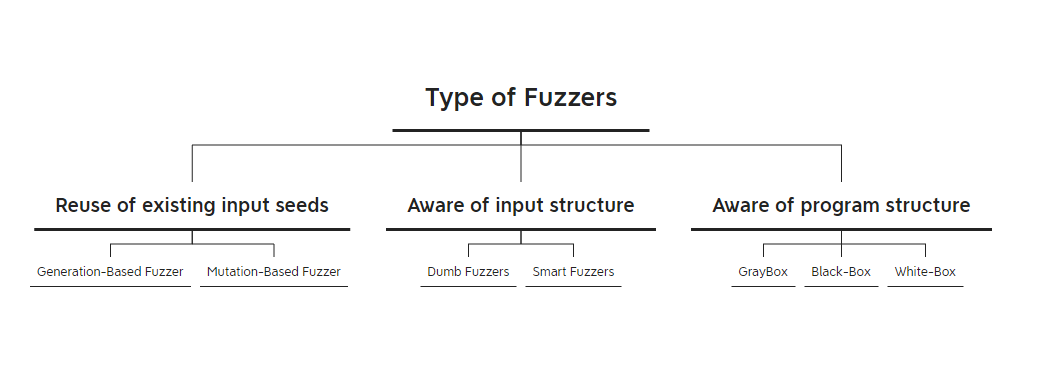 Type of Fuzzers
Reuse of existing input seeds
Aware of input structure
Aware of program structure
Generation-Based Fuzzer
Mutation-Based Fuzzer
Dumb Fuzzers
Smart Fuzzers
GrayBox
Black-Box
White-Box